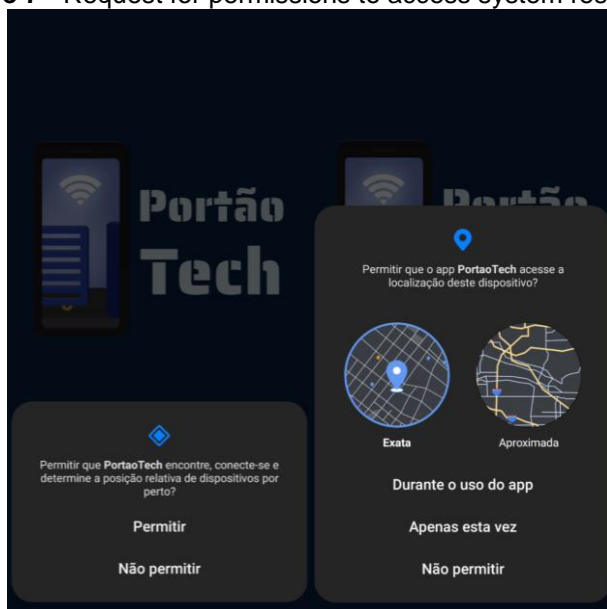 Request for permissions to access system
Portão
Tech
Permitir que PortaoTech encontre, conecte-se e
determine a posição relativa de dispositivos por
perto?
Permitir
Não permitir
Portão
Permitir que o app PortaoTech acesse a
localização deste dispositivo?
Exata
Aproximada
Durante o uso do app
Apenas esta vez
Não permitir